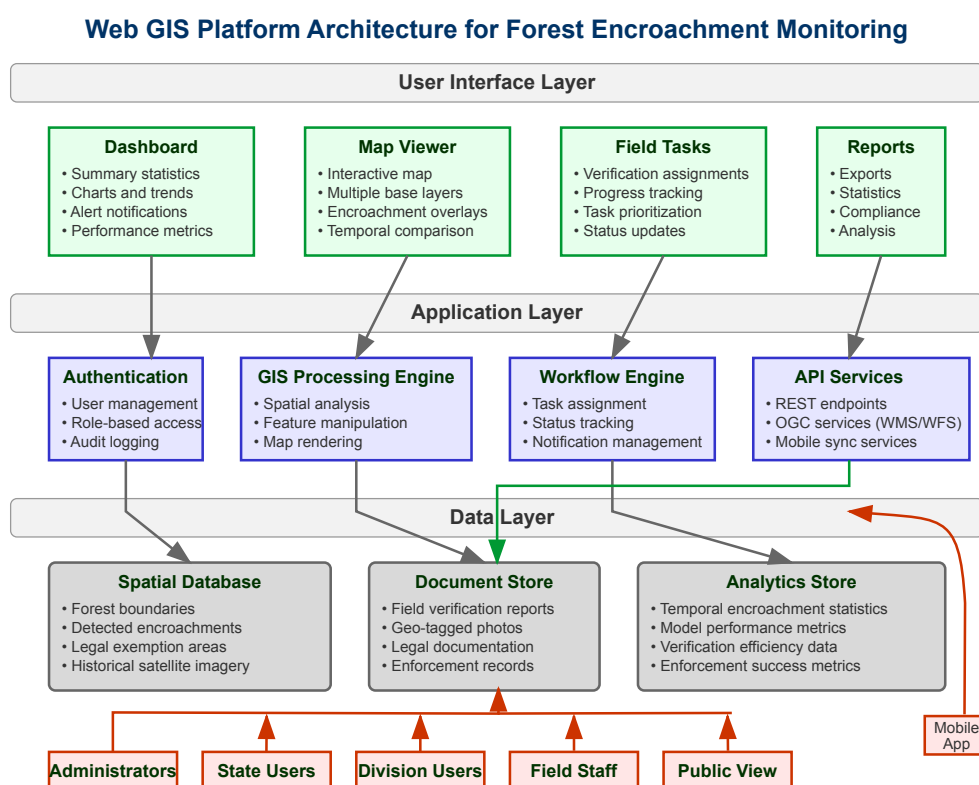 Web GIS Platform Architecture for Forest Encroachment Monitoring
User Interface Layer
Dashboard
• Summary statistics
• Charts and trends
• Alert notifications
• Performance metrics
Map Viewer
• Interactive map
• Multiple base layers
• Encroachment overlays
• Temporal comparison
Field Tasks
• Verification assignments
• Progress tracking
• Task prioritization
• Status updates
Reports
• Exports
• Statistics
• Compliance
• Analysis
Application Layer
Authentication
• User management
• Role-based access
• Audit logging
GIS Processing Engine
• Spatial analysis
• Feature manipulation
• Map rendering
Workflow Engine
• Task assignment
• Status tracking
• Notification management
API Services
• REST endpoints
• OGC services (WMS/WFS)
• Mobile sync services
Data Layer
Spatial Database
• Forest boundaries
• Detected encroachments
• Legal exemption areas
• Historical satellite imagery
Document Store
• Field verification reports
• Geo-tagged photos
• Legal documentation
• Enforcement records
Analytics Store
• Temporal encroachment statistics
• Model performance metrics
• Verification efficiency data
• Enforcement success metrics
Mobile
App
Administrators
State Users
Division Users
Field Staff
Public View